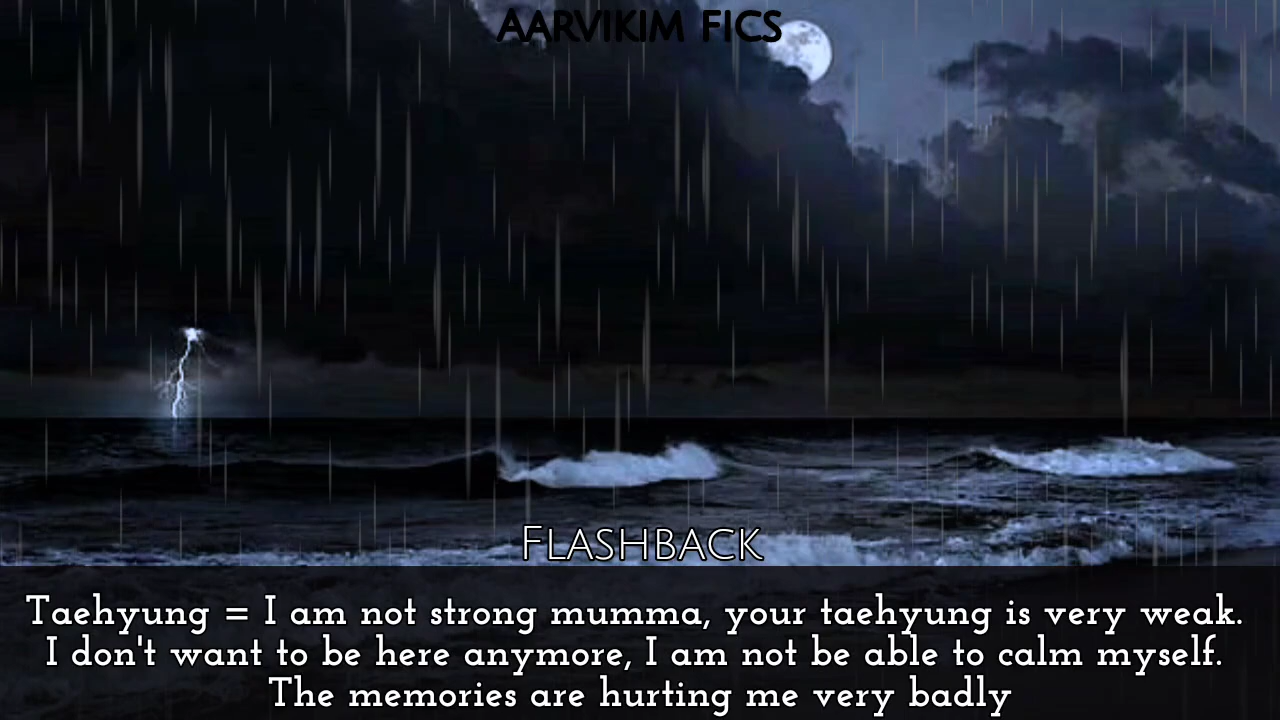 AARVIKIM FICS
FLASHBACK
Taehyung = I am not strong mumma, your taehyung is very weak.
I don't want to be here anymore, I am not be able to calm myself.
The memories are hurting me very badly